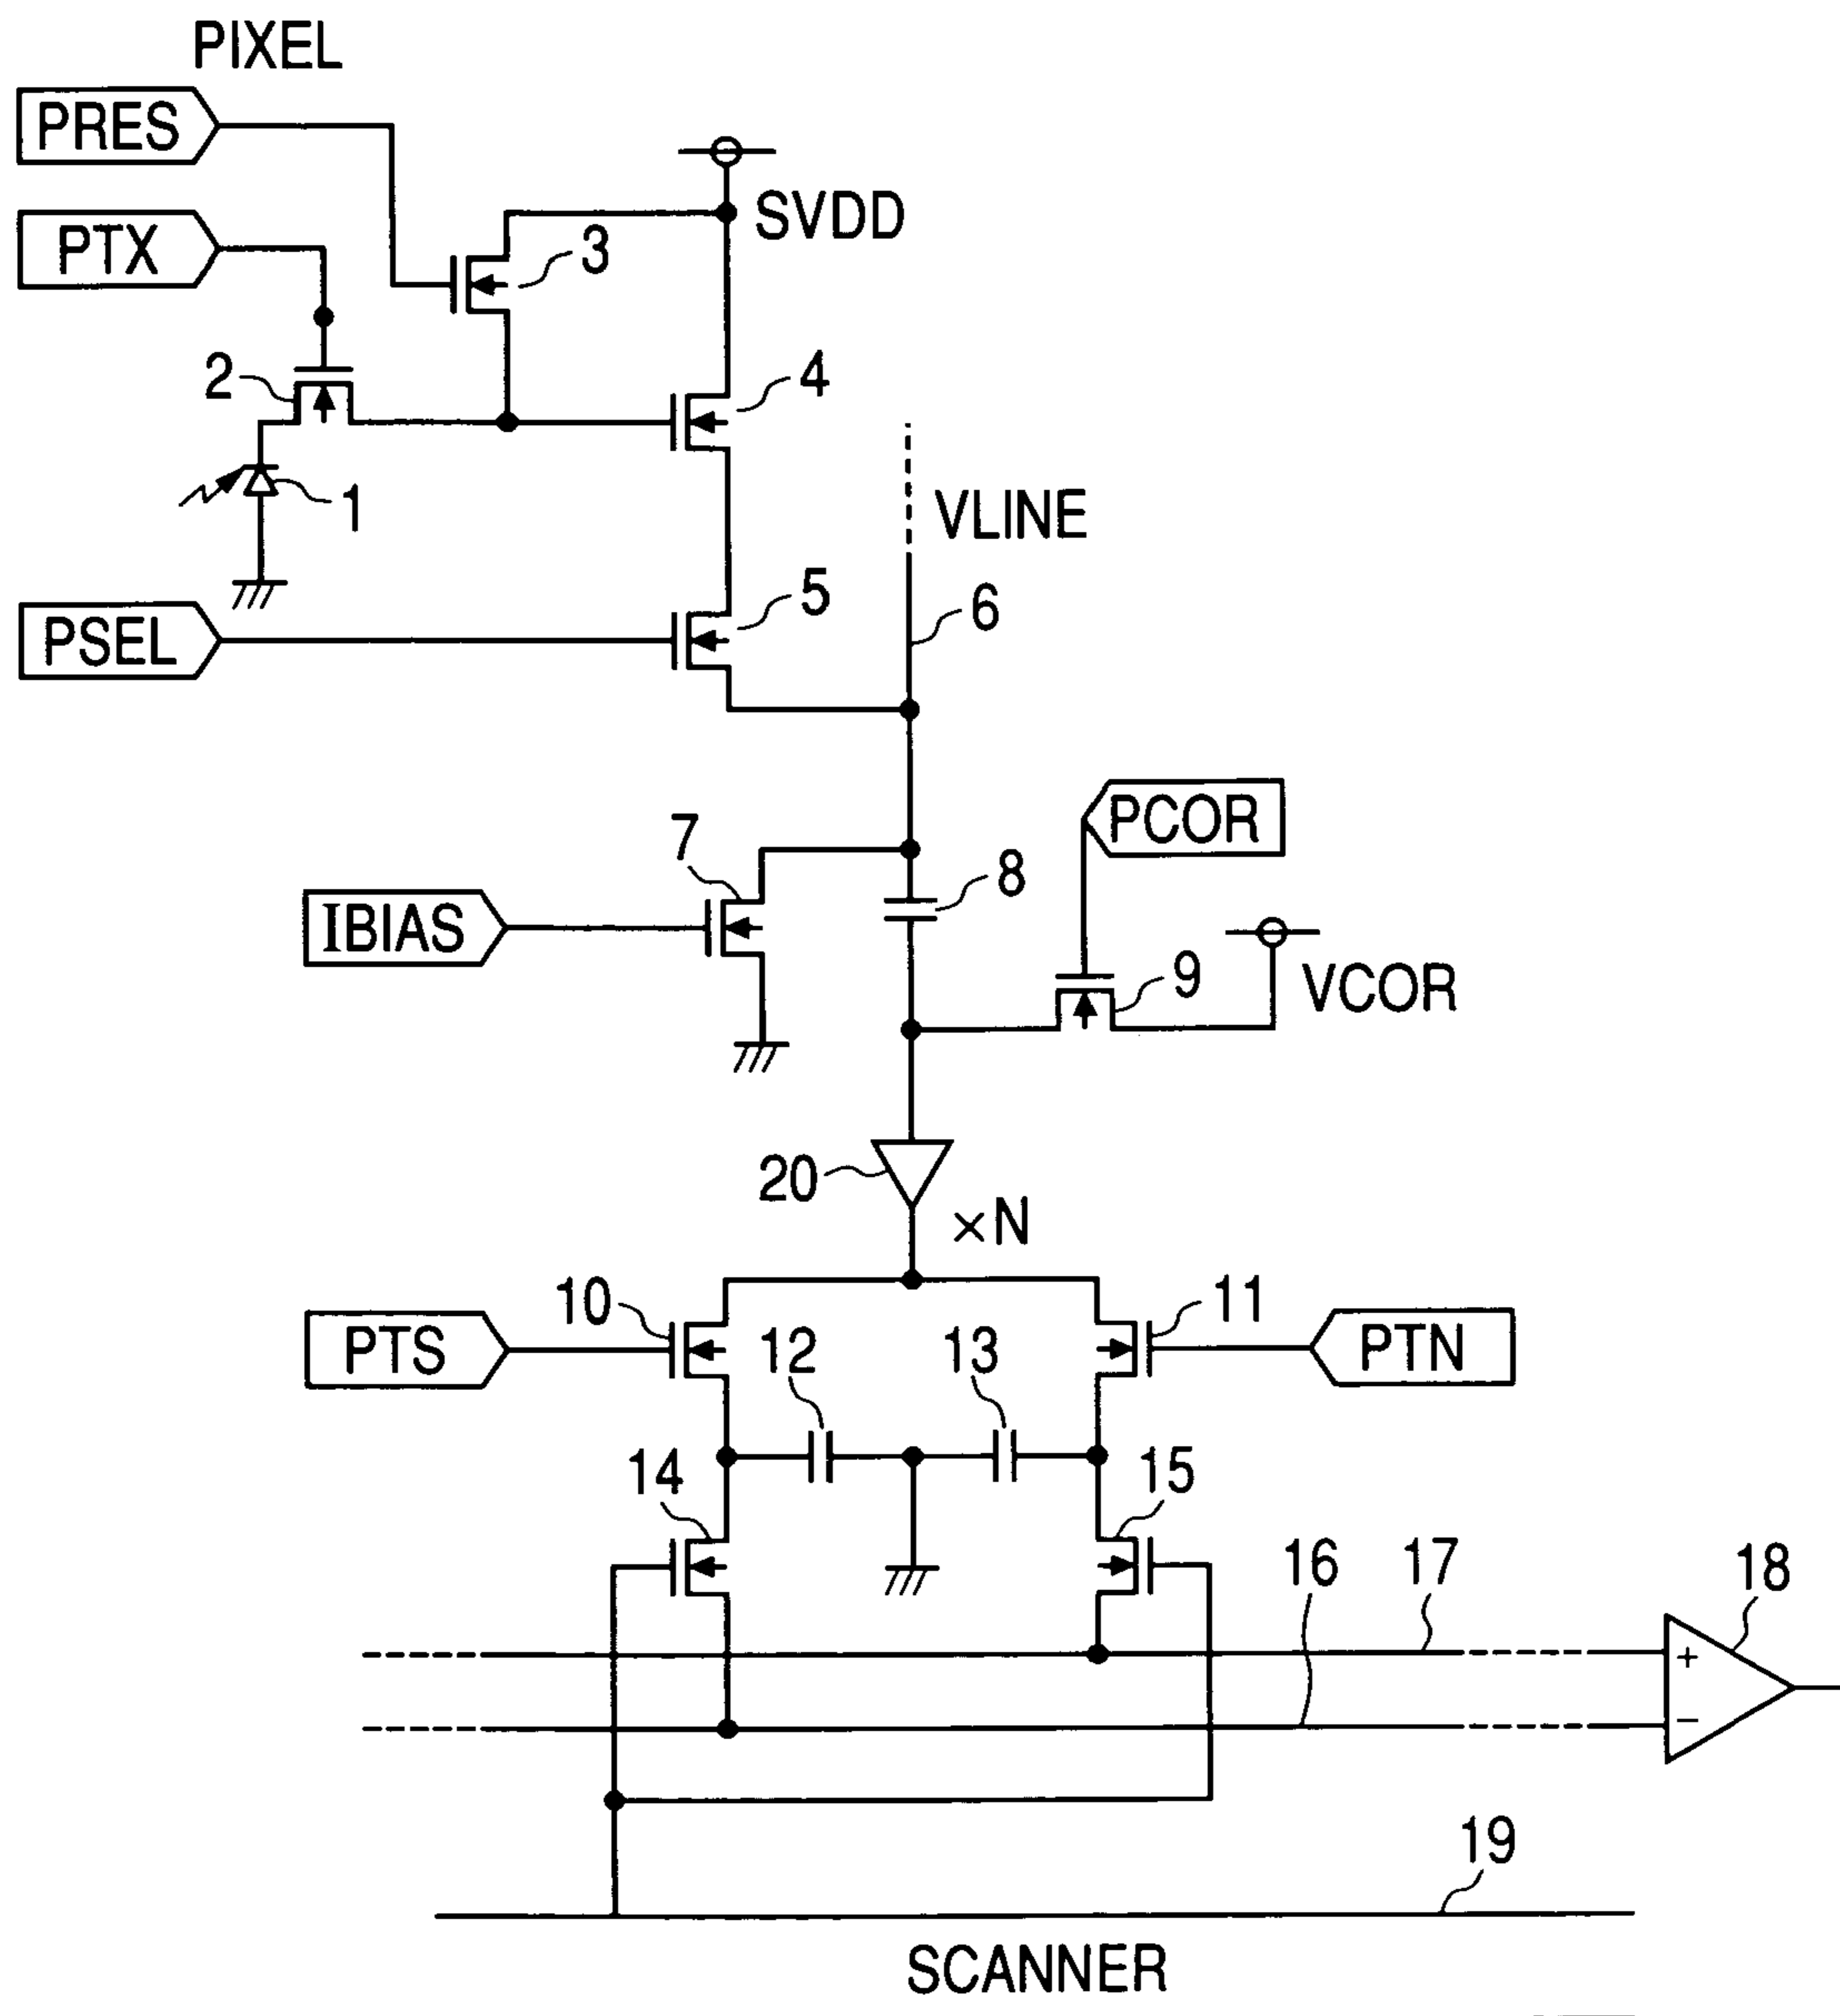 PIXEL
PRES
PTX
SVDD
3
2
4
1
VLINE
5
6
PSEL
PCOR
7
8
IBIAS
9
VCOR
20
×N
10
11
PTS
12
13
PTN
14
15
16
17
18
+
−
19
SCANNER